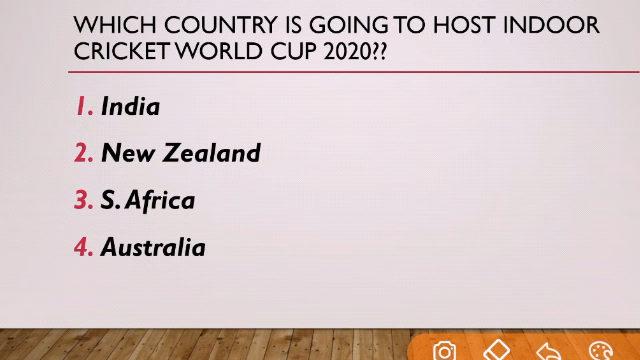 WHICH COUNTRY IS GOING TO HOST INDOOR
CRICKET WORLD CUP 2020??
1. India
2. New Zealand
3. S. Africa
4. Australia